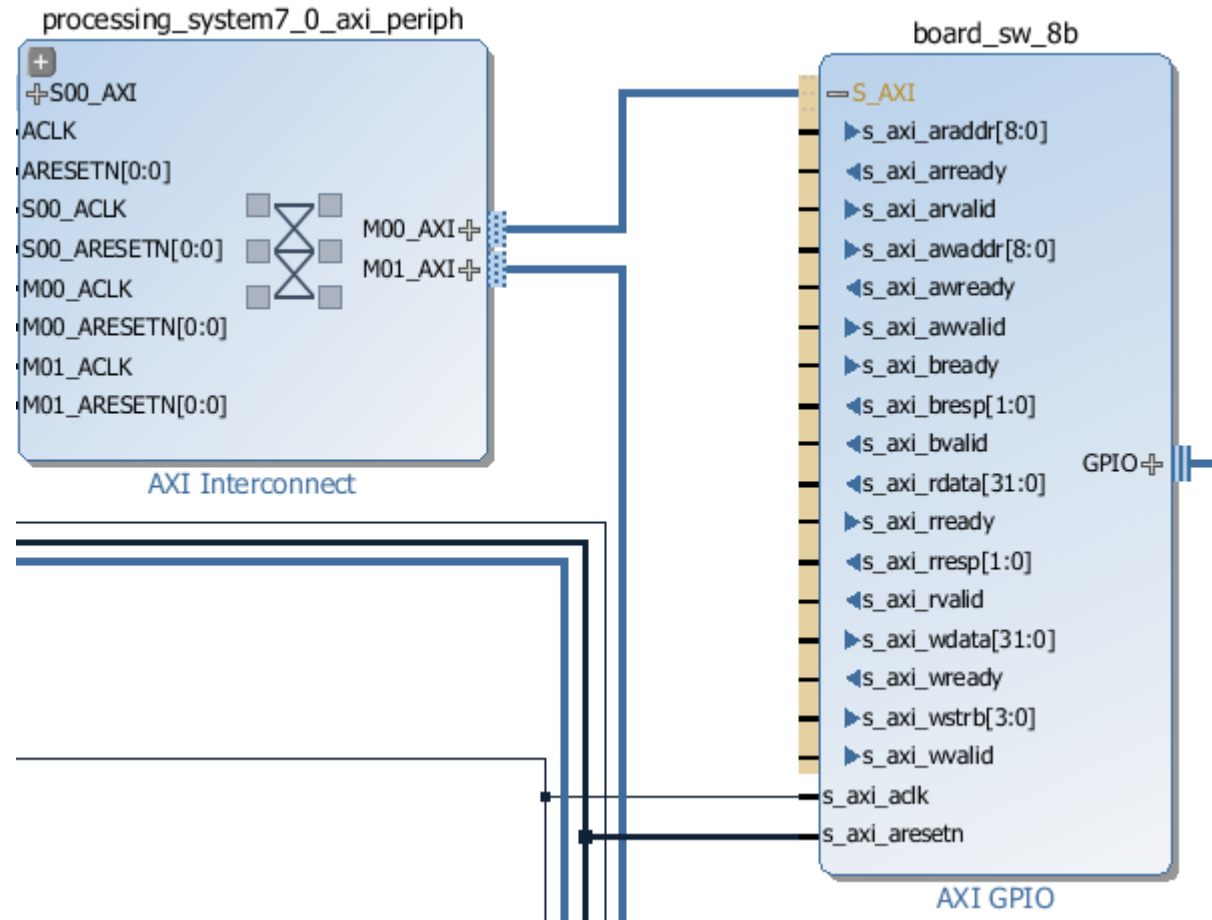 processing_system7_0_axi_periph
S00_AXI
ACLK
ARESETN[0:0]
S00_ACLK
S00_ARESETN[0:0]
M00_ACLK
M00_ARESETN[0:0]
M01_ACLK
M01_ARESETN[0:0]
M00_AXI
M01_AXI
AXI Interconnect
board_sw_8b
S_AXI
s_axi_araddr[8:0]
s_axi_arready
s_axi_arvalid
s_axi_awaddr[8:0]
s_axi_awready
s_axi_awvalid
s_axi_bready
s_axi_bresp[1:0]
s_axi_bvalid
s_axi_rdata[31:0]
s_axi_rready
s_axi_rresp[1:0]
s_axi_rvalid
s_axi_wdata[31:0]
s_axi_wready
s_axi_wstrb[3:0]
s_axi_wvalid
s_axi_aclk
s_axi_aresetn
GPIO
AXI GPIO